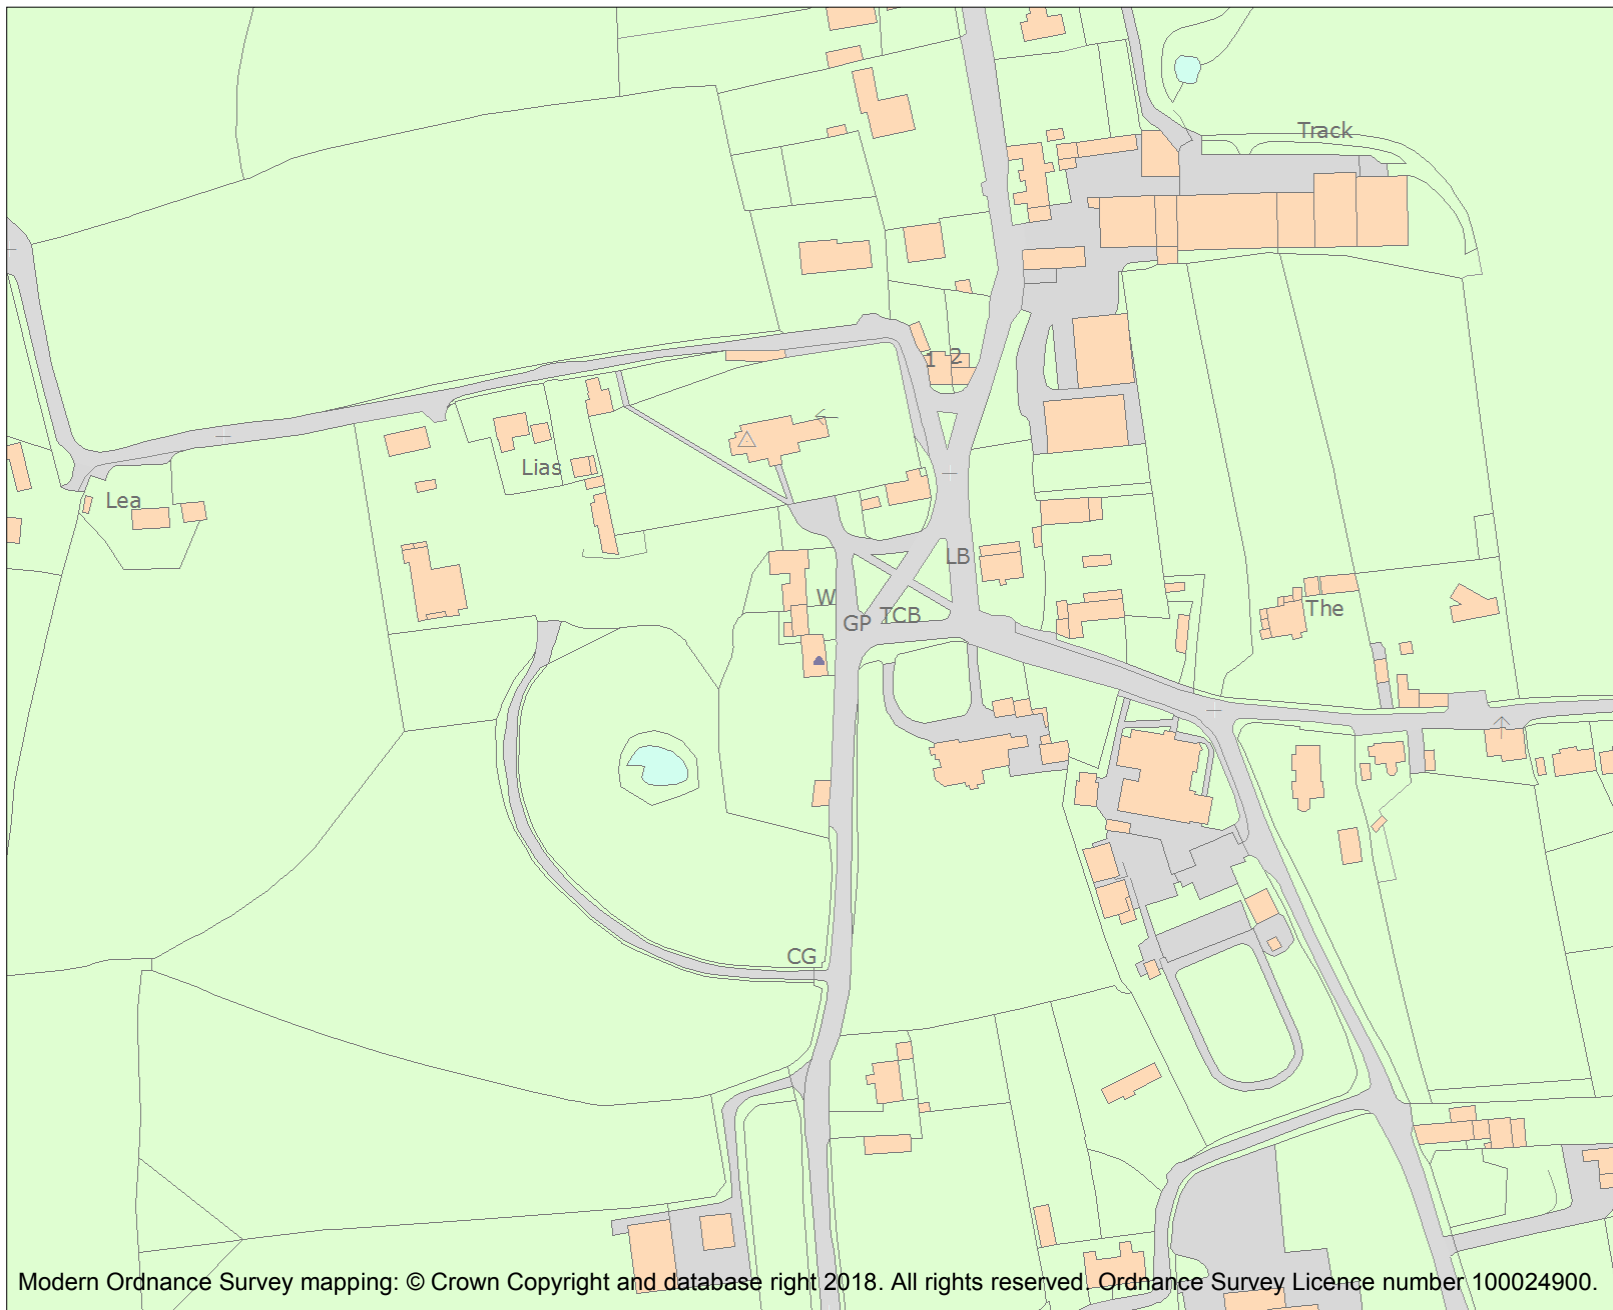 Track
1 2
Lias
Lea
LB
W
GP TCB
The
CG
Modern Ordnance Survey mapping: © Crown Copyright and database right 2018. All rights reserved. Ordnance Survey Licence number 100024900.